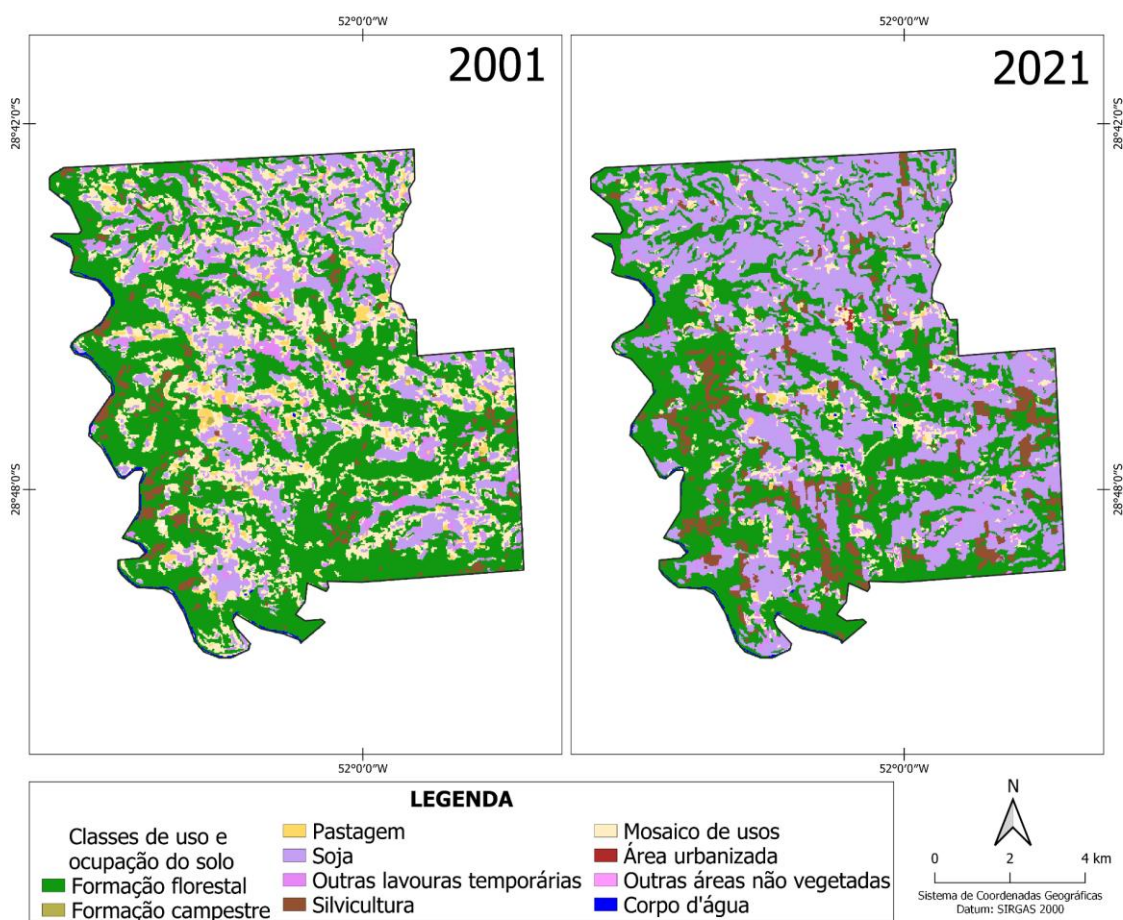 52°0'0"W
52°0'0"W
2001
2021
28°42'0"S
28°42'0"S
28°48'0"S
28°48'0"S
52°0'0"W
52°0'0"W
LEGENDA
Classes de uso e
ocupação do solo
Formação florestal
Formação campestre
Pastagem
Soja
Outras lavouras temporárias
Silvicultura
Mosaico de usos
Área urbanizada
Outras áreas não vegetadas
Corpo d'água
N
0 2 4 km
Sistema de Coordenadas Geográficas
Datum: SIRGAS 2000